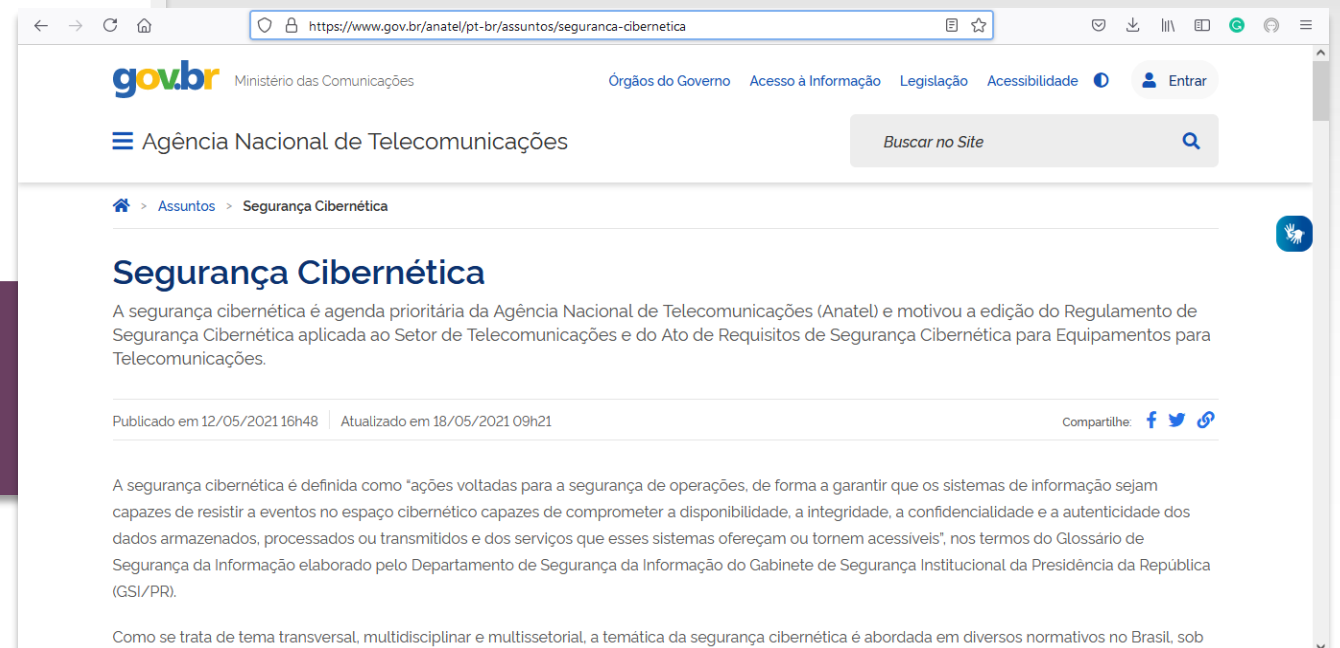 https://www.gov.br/anatel/pt-br/assuntos/seguranca-cibernetica
gov.br Ministério das Comunicações Órgãos do Governo Acesso à Informação Legislação Acessibilidade Entrar
Agência Nacional de Telecomunicações Buscar no Site
> Assuntos > Segurança Cibernética
Segurança Cibernética
A segurança cibernética é agenda prioritária da Agência Nacional de Telecomunicações (Anatel) e motivou a edição do Regulamento de
Segurança Cibernética aplicada ao Setor de Telecomunicações e do Ato de Requisitos de Segurança Cibernética para Equipamentos para
Telecomunicações.
Publicado em 12/05/2021 16h48 Atualizado em 18/05/2021 09h21 Compartilhe:
A segurança cibernética é definida como “ações voltadas para a segurança de operações, de forma a garantir que os sistemas de informação sejam
capazes de resistir a eventos no espaço cibernético capazes de comprometer a disponibilidade, a integridade, a confidencialidade e a autenticidade dos
dados armazenados, processados ou transmitidos e dos serviços que esses sistemas ofereçam ou tornem acessíveis”, nos termos do Glossário de
Segurança da Informação elaborado pelo Departamento de Segurança da Informação do Gabinete de Segurança Institucional da Presidência da República
(GSI/PR).
Como se trata de tema transversal, multidisciplinar e multissetorial, a temática da segurança cibernética é abordada em diversos normativos no Brasil, sob